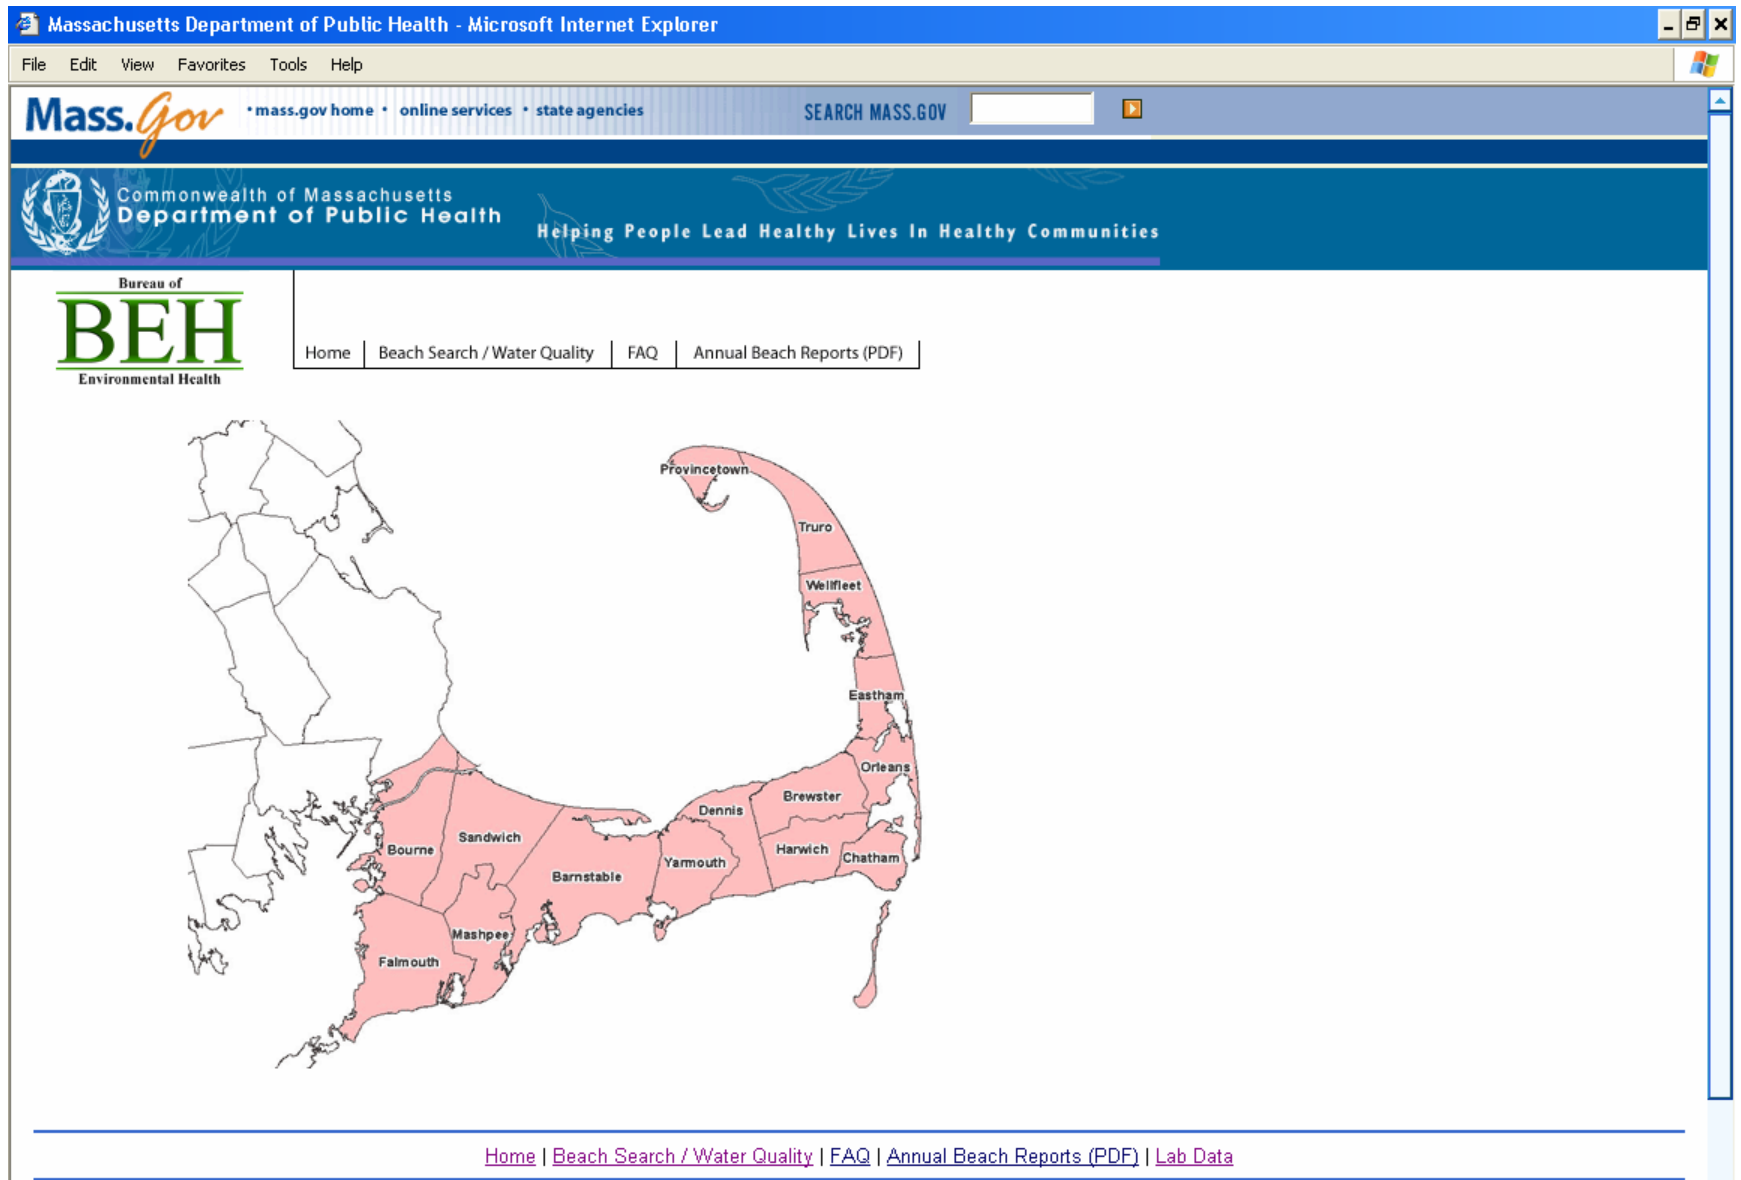 Massachusetts Department of Public Health - Microsoft Internet Explorer
File Edit View Favorites Tools Help
Mass.Gov • mass.gov home • online services • state agencies SEARCH MASS.GOV
Commonwealth of Massachusetts
Department of Public Health
Helping People Lead Healthy Lives In Healthy Communities
Bureau of
BEH
Environmental Health
Home | Beach Search / Water Quality | FAQ | Annual Beach Reports (PDF)
Provincetown
Truro
Wellfleet
Eastham
Orleans
Brewster
Dennis
Sandwich
Bourne
Harwich
Chatham
Yarmouth
Barnstable
Mashpee
Falmouth
Home | Beach Search / Water Quality | FAQ | Annual Beach Reports (PDF) | Lab Data